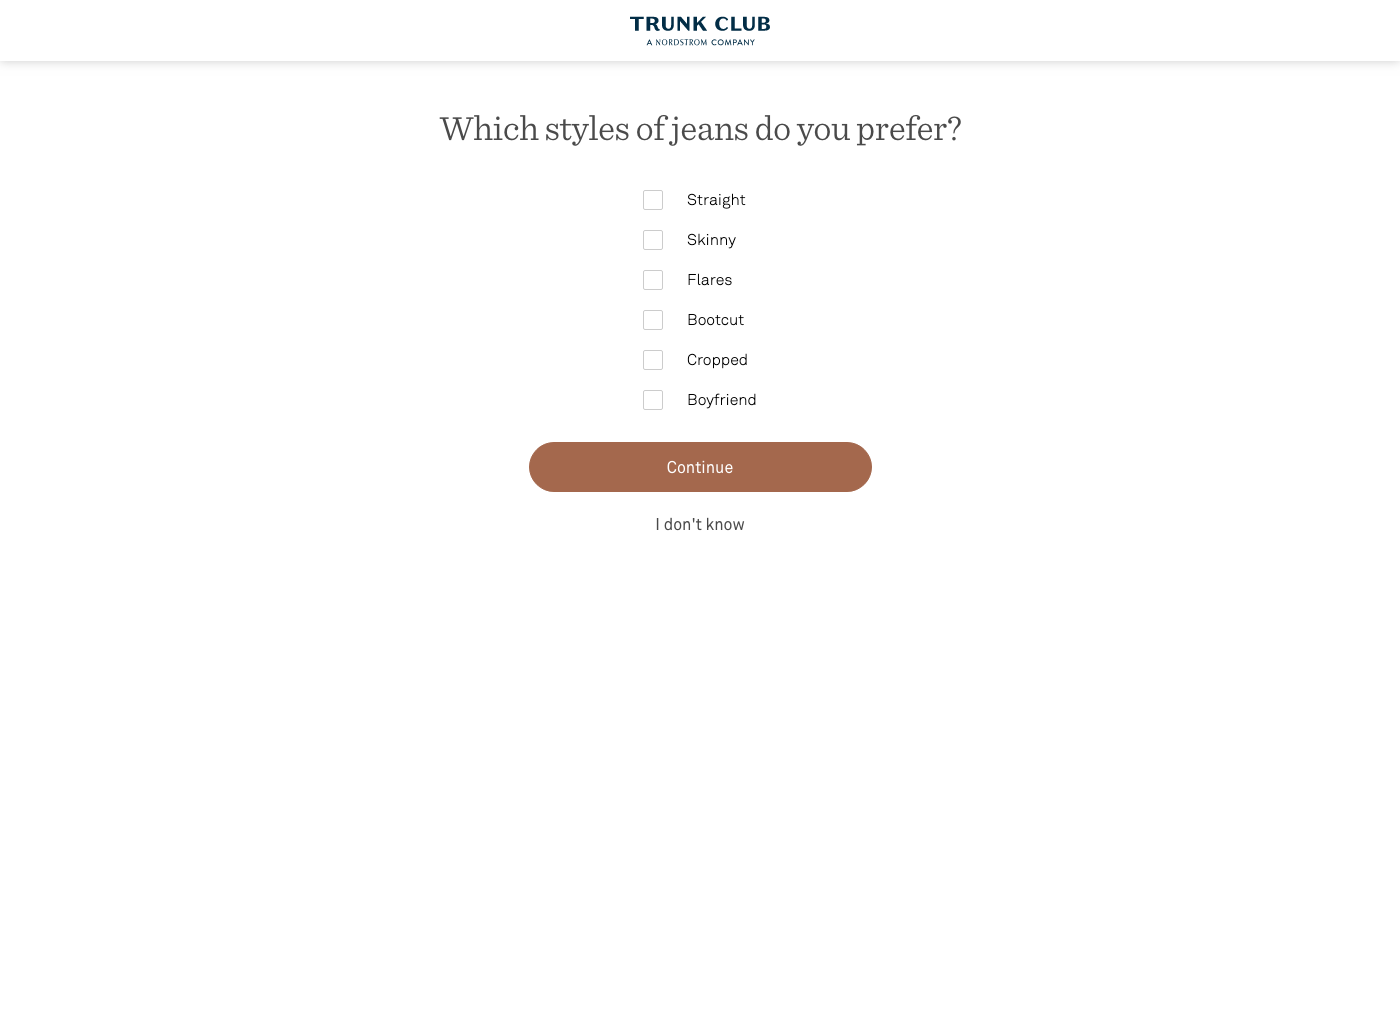 TRUNK CLUB
A NORDSTROM COMPANY
Which styles of jeans do you prefer?
Straight
Skinny
Flares
Bootcut
Cropped
Boyfriend
Continue
I don't know